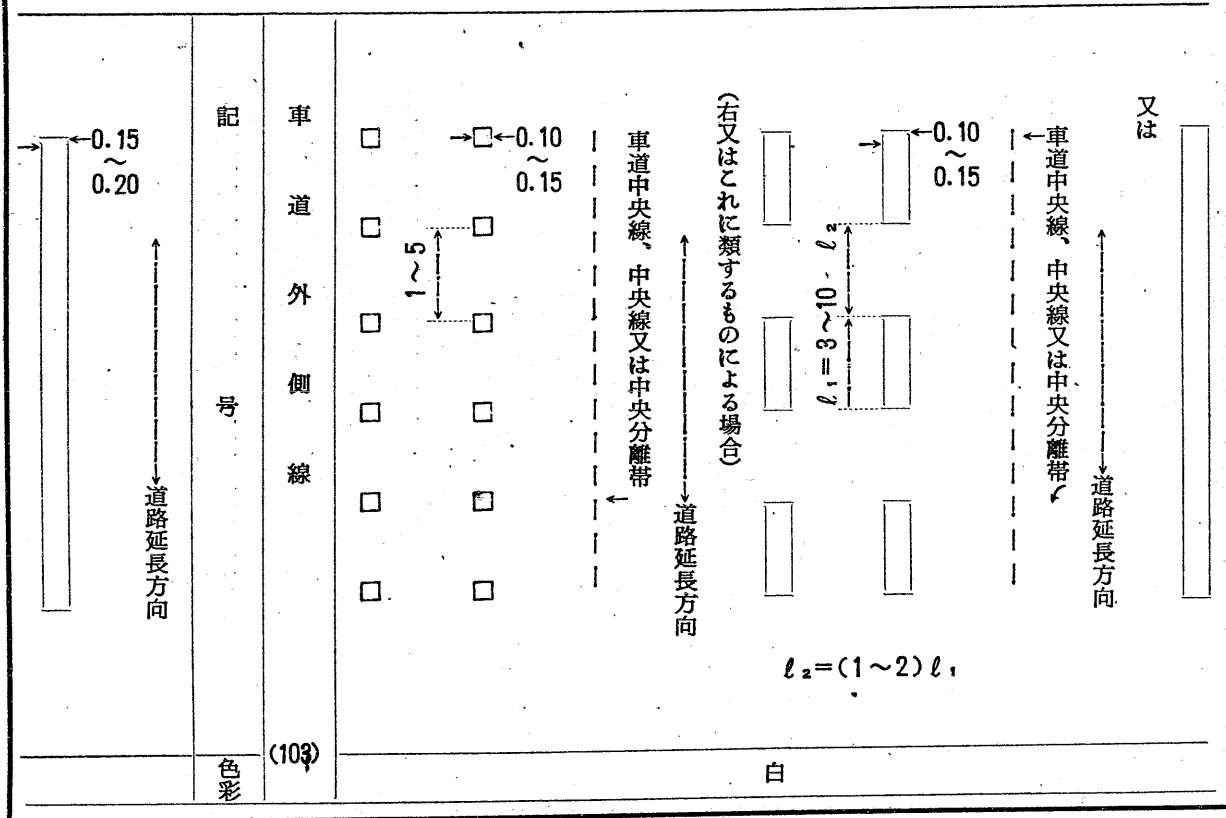 又は
車道中央線、中央線又は中央分離帯
道路延長方向
0.10
～
0.15
ℓ₂
ℓ₁=3～10
ℓ₂=(1～2)ℓ₁
(右又はこれに類するものによる場合)
車道中央線、中央線又は中央分離帯
道路延長方向
0.10
～
0.15
1～5
白
車道外側線
(103)
記号
色彩
0.15
～
0.20
道路延長方向